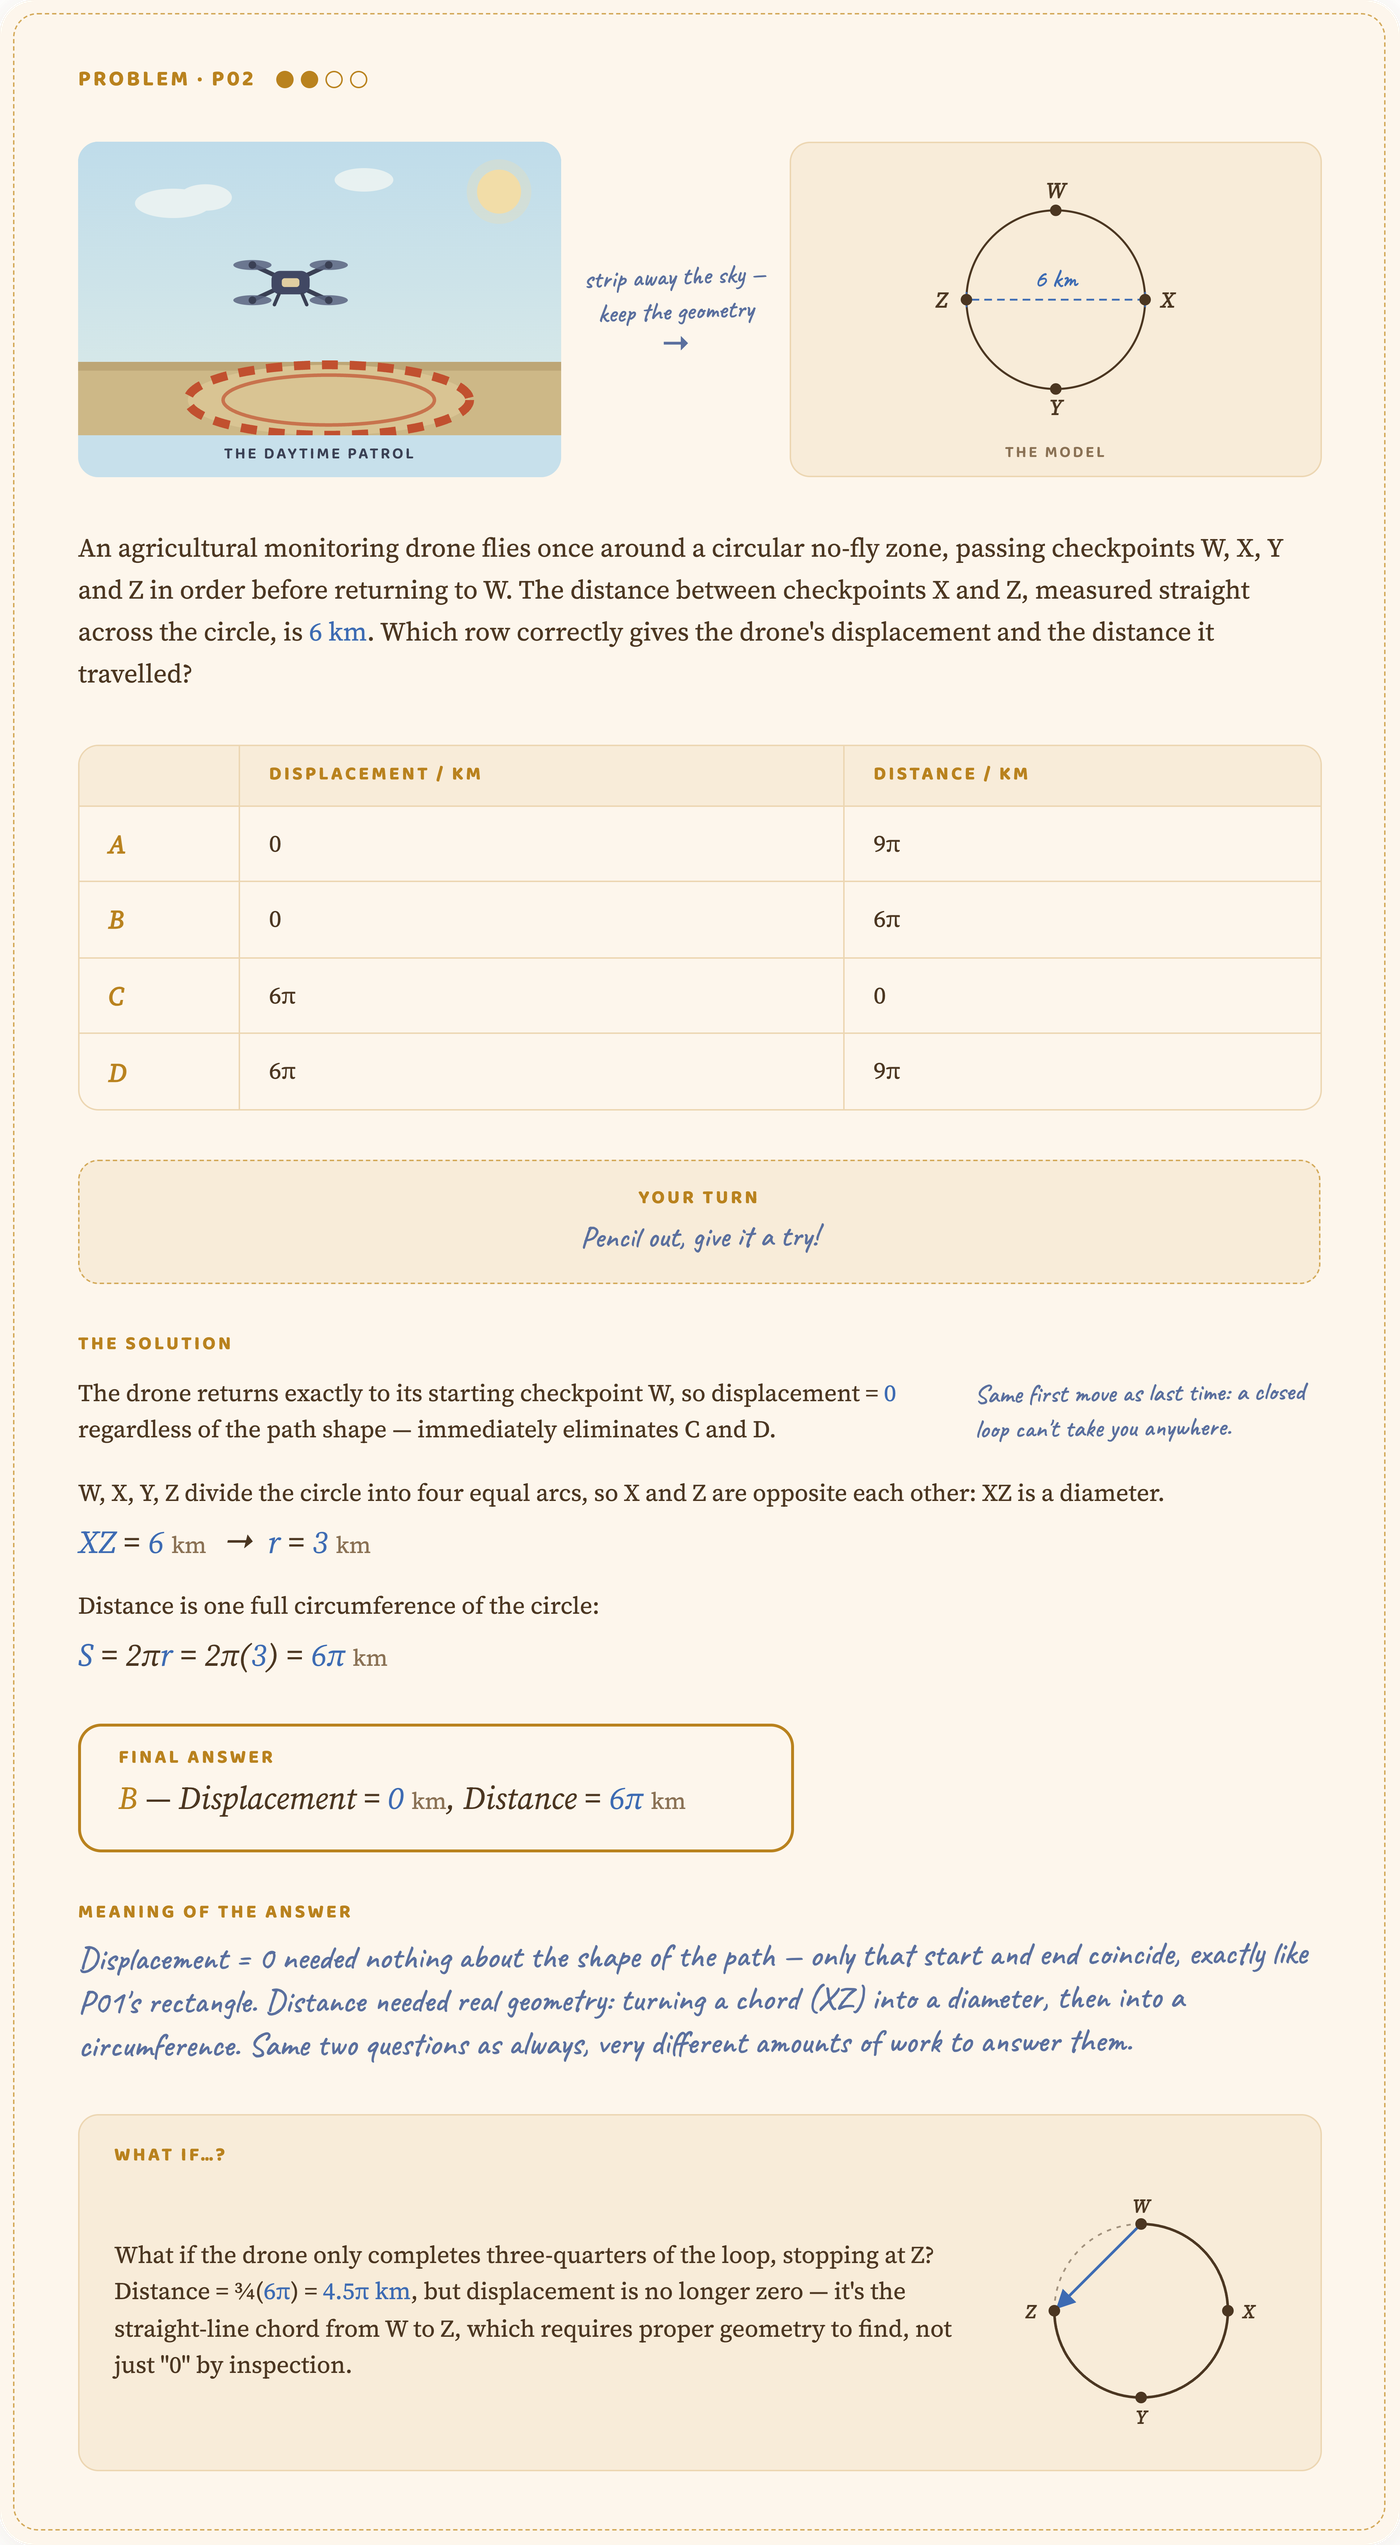 PROBLEM · P02
strip away the sky —
keep the geometry
→
THE DAYTIME PATROL
W
6 km
Z
X
Y
THE MODEL
An agricultural monitoring drone flies once around a circular no-fly zone, passing checkpoints W, X, Y
and Z in order before returning to W. The distance between checkpoints X and Z, measured straight
across the circle, is 6 km. Which row correctly gives the drone's displacement and the distance it
travelled?
DISPLACEMENT / KM DISTANCE / KM
A 0 9π
B 0 6π
C 6π 0
D 6π 9π
YOUR TURN
Pencil out, give it a try!
THE SOLUTION
The drone returns exactly to its starting checkpoint W, so displacement = 0
regardless of the path shape — immediately eliminates C and D.
Same first move as last time: a closed
loop can't take you anywhere.
W, X, Y, Z divide the circle into four equal arcs, so X and Z are opposite each other: XZ is a diameter.
XZ = 6 km → r = 3 km
Distance is one full circumference of the circle:
S = 2πr = 2π(3) = 6π km
FINAL ANSWER
B — Displacement = 0 km, Distance = 6π km
MEANING OF THE ANSWER
Displacement = 0 needed nothing about the shape of the path — only that start and end coincide, exactly like
P01's rectangle. Distance needed real geometry: turning a chord (XZ) into a diameter, then into a
circumference. Same two questions as always, very different amounts of work to answer them.
WHAT IF...?
What if the drone only completes three-quarters of the loop, stopping at Z?
Distance = ¾(6π) = 4.5π km, but displacement is no longer zero — it's the
straight-line chord from W to Z, which requires proper geometry to find, not
just "0" by inspection.
W
Z
X
Y